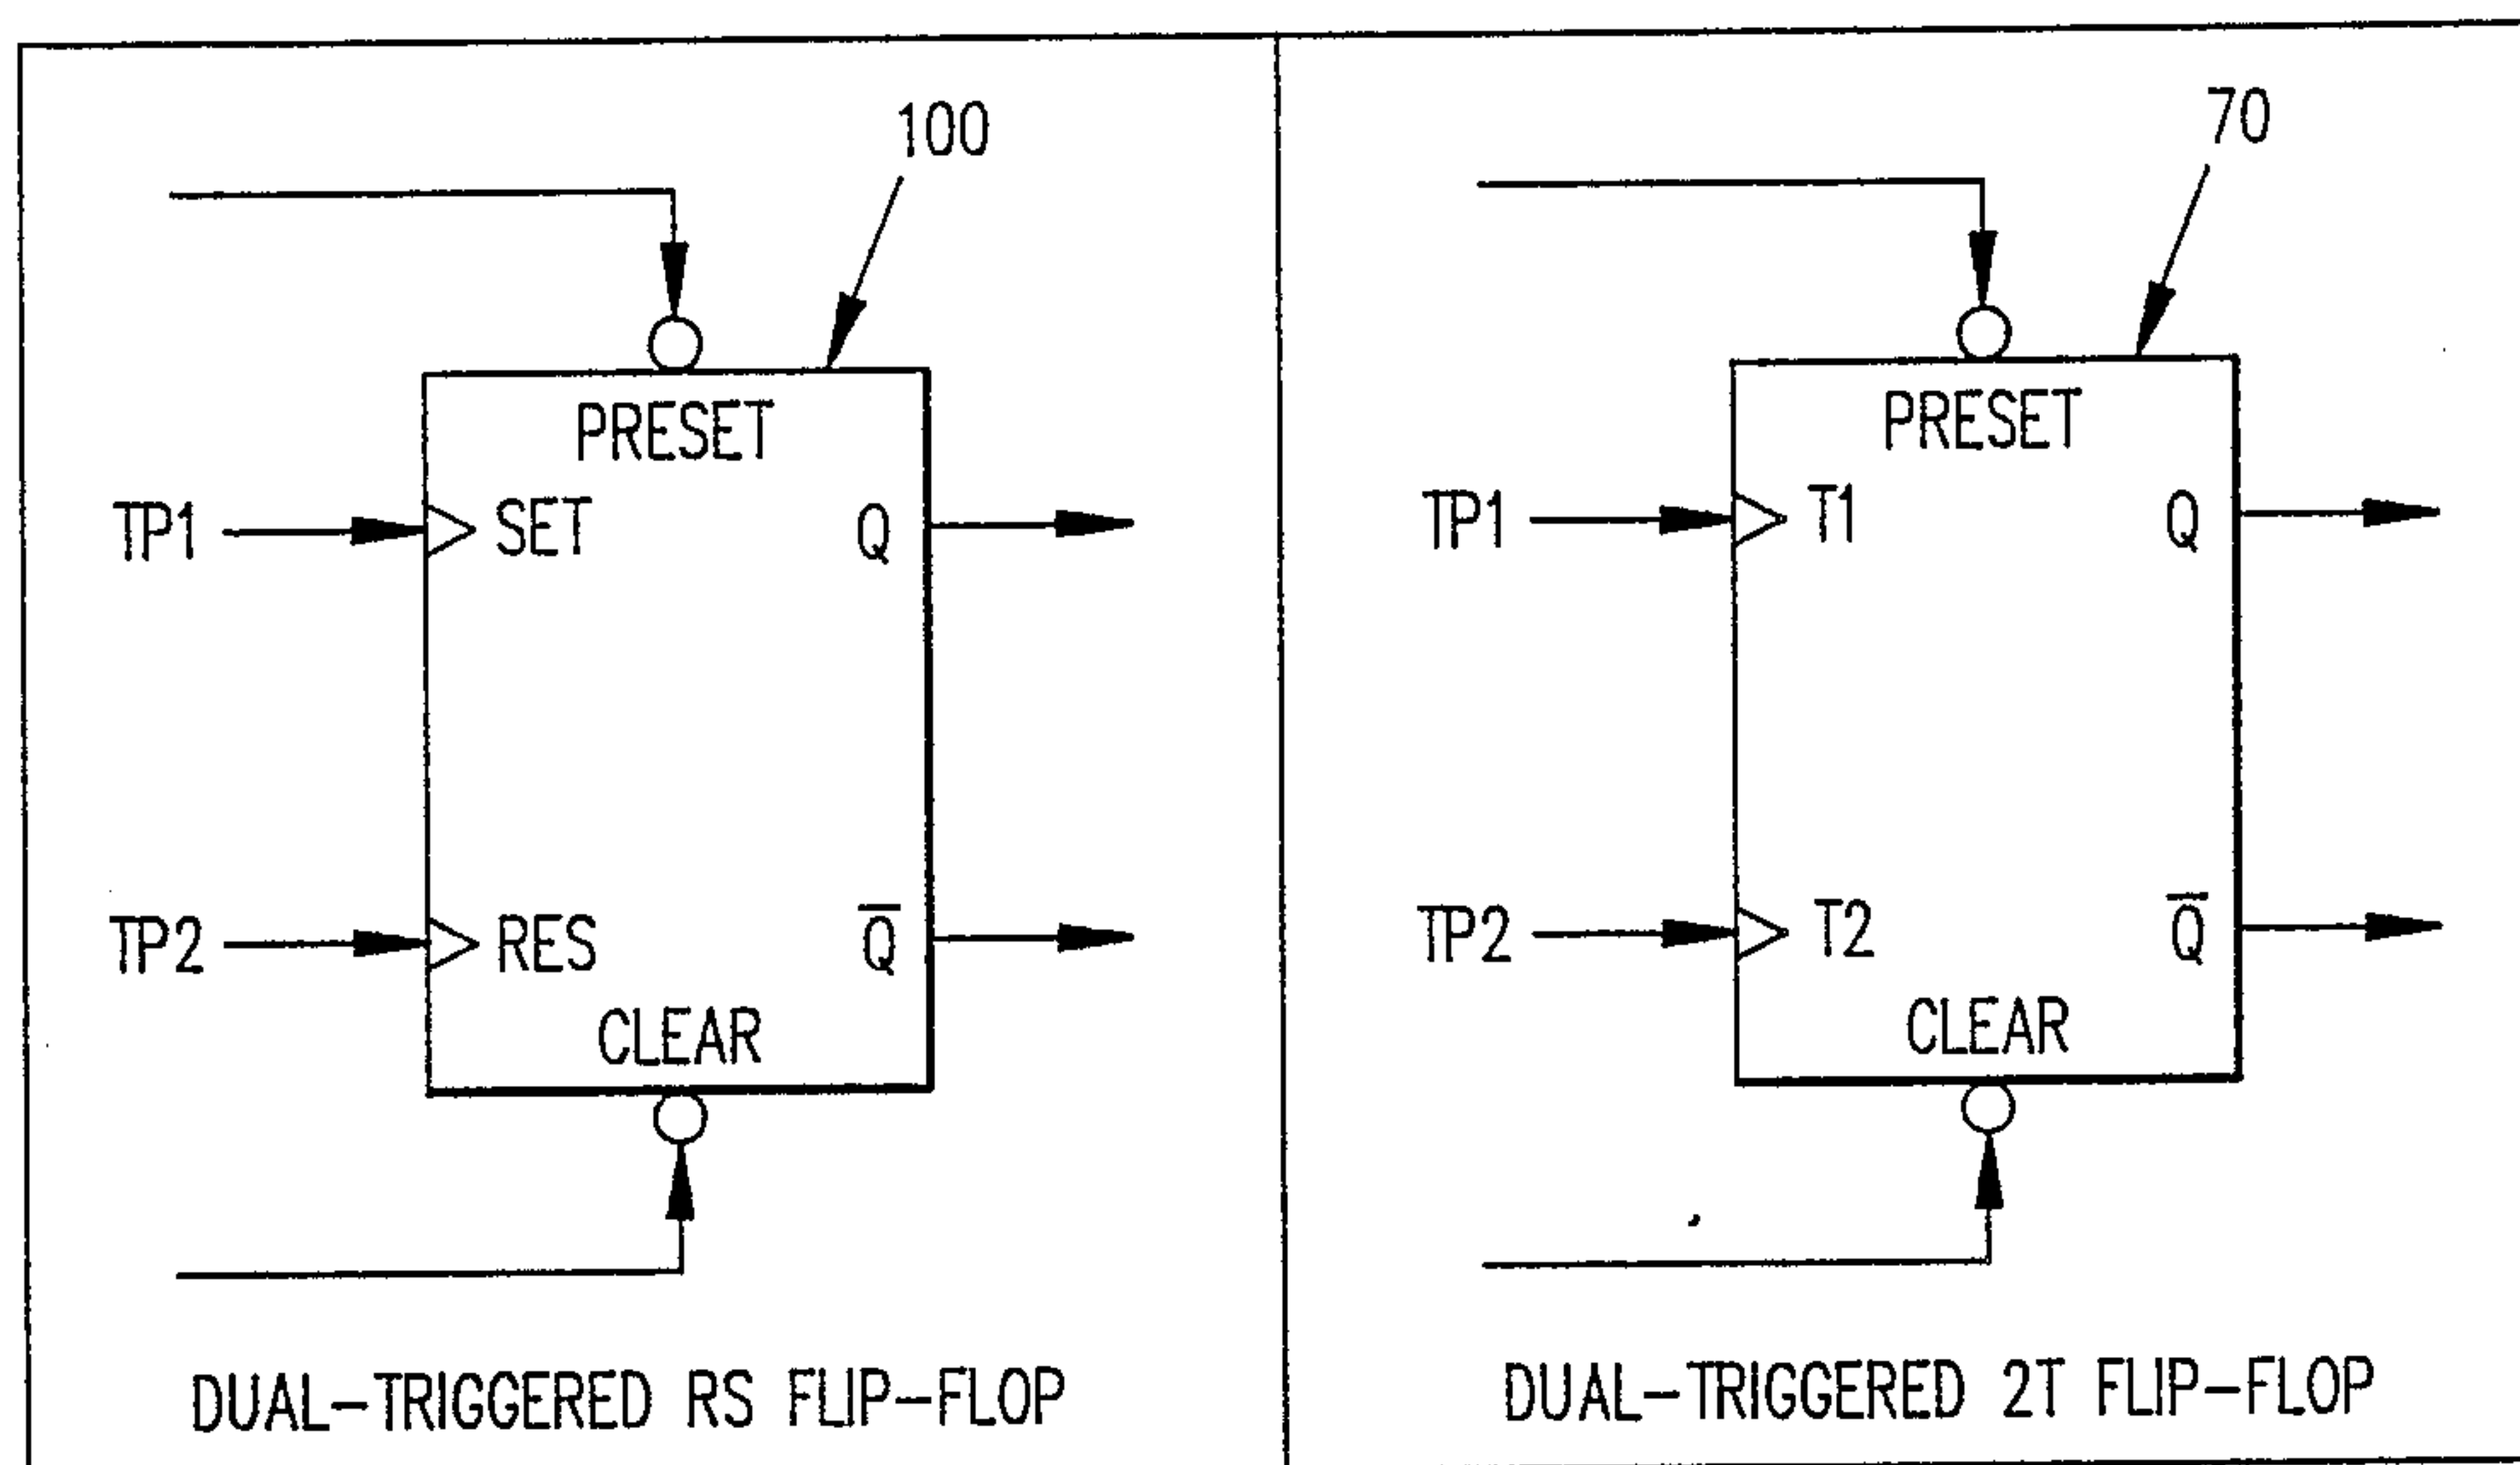 100
PRESET
TP1
SET
Q
TP2
RES
Q̅
CLEAR
DUAL-TRIGGERED RS FLIP-FLOP
70
PRESET
TP1
T1
Q
TP2
T2
Q̅
CLEAR
DUAL-TRIGGERED 2T FLIP-FLOP